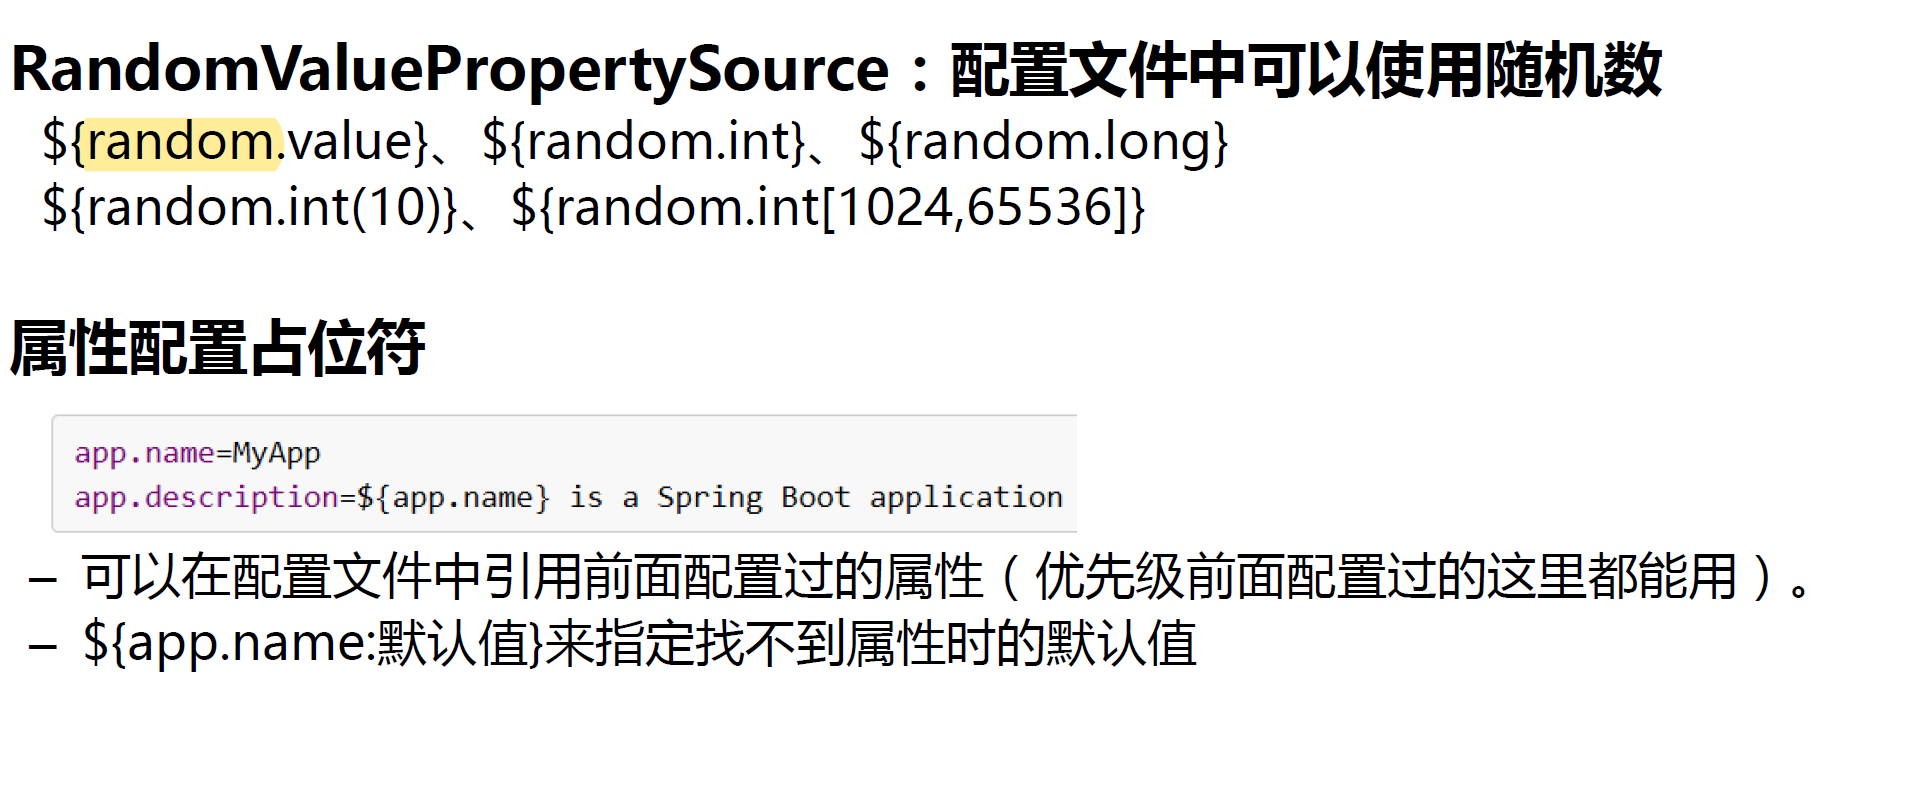 RandomValuePropertySource：配置文件中可以使用随机数
${random.value}、${random.int}、${random.long}
${random.int(10)}、${random.int[1024,65536]}
属性配置占位符
app.name=MyApp
app.description=${app.name} is a Spring Boot application
– 可以在配置文件中引用前面配置过的属性（优先级前面配置过的这里都能用）。
– ${app.name:默认值}来指定找不到属性时的默认值